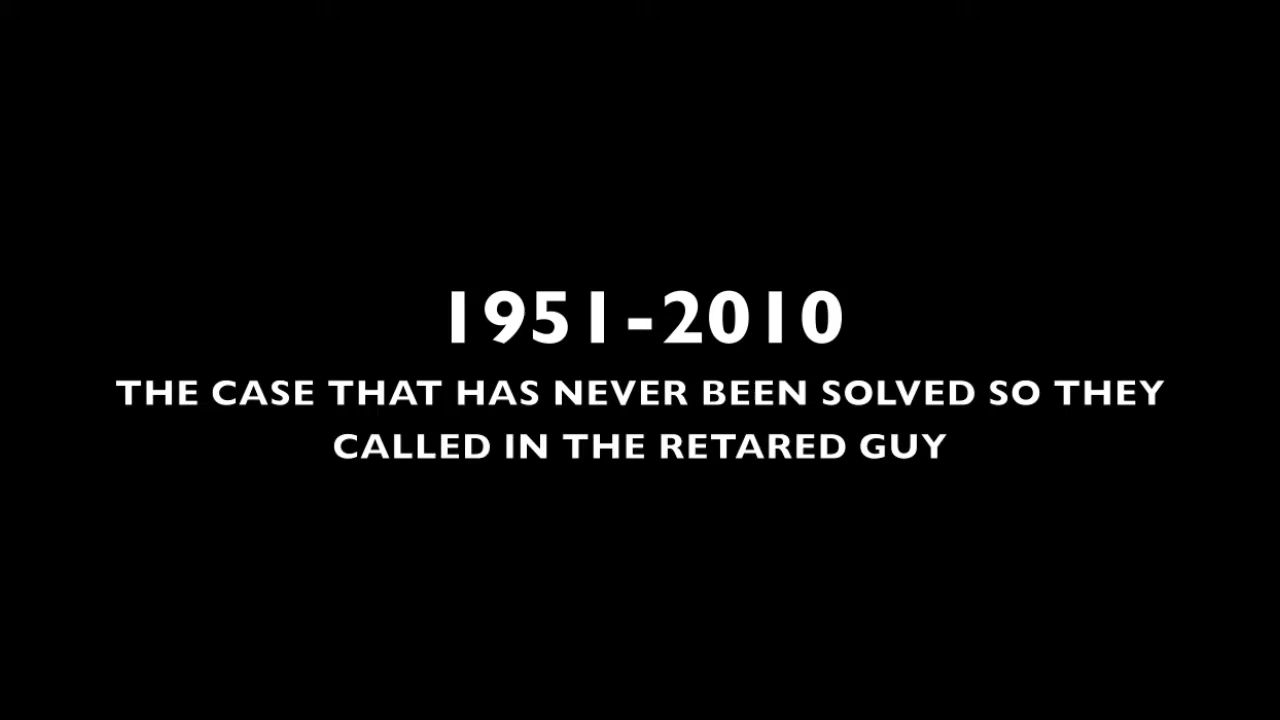 1951-2010
THE CASE THAT HAS NEVER BEEN SOLVED SO THEY
CALLED IN THE RETARED GUY